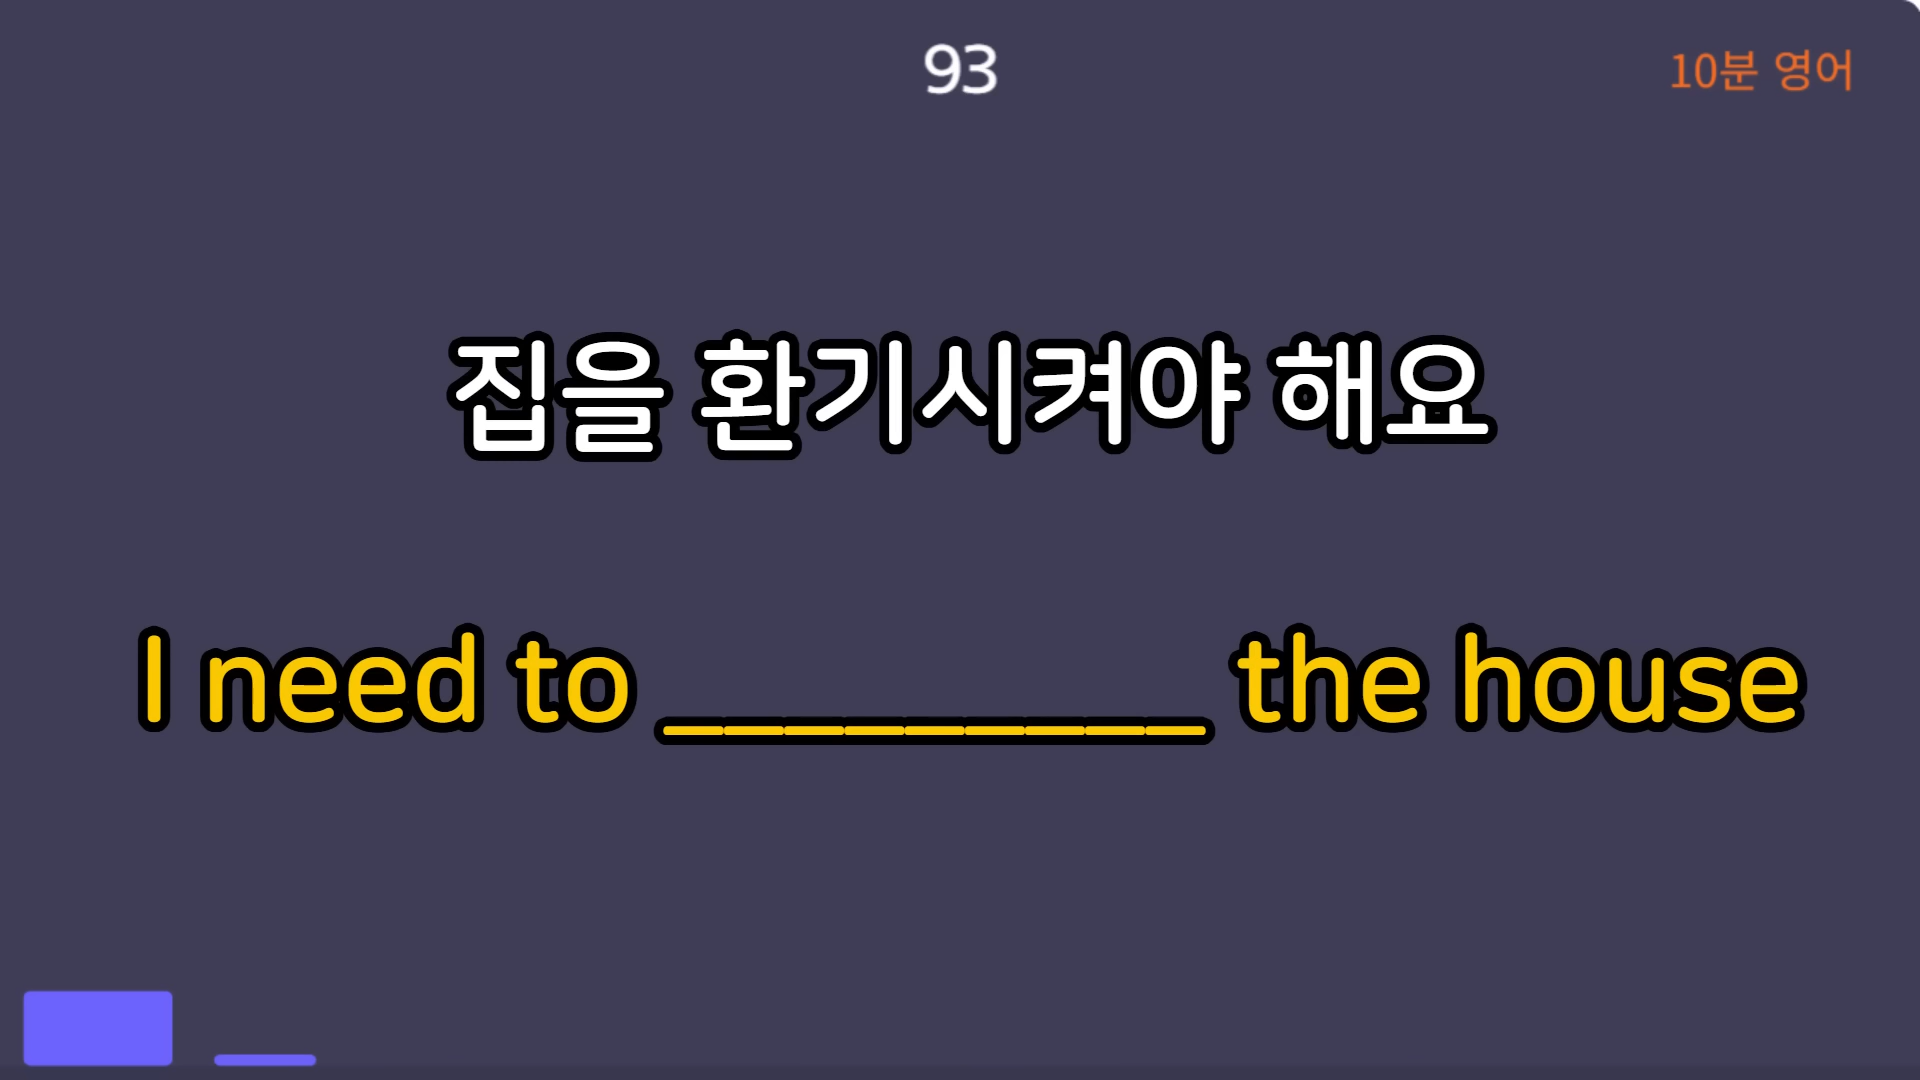 93
10분 영어
집을 환기시켜야 해요
I need to _________ the house